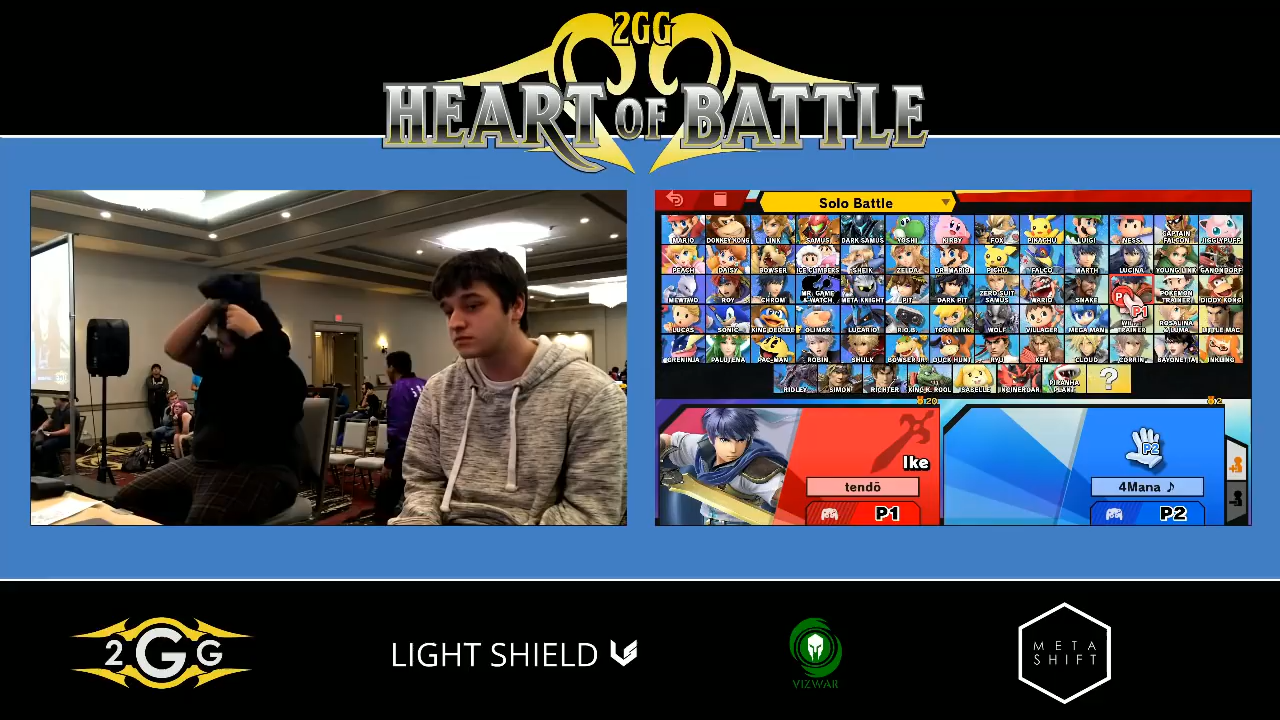 2GG
HEART OF BATTLE
Solo Battle
MARIO DONKEY KONG LINK SAMUS DARK SAMUS YOSHI KIRBY FOX PIKACHU LUIGI NESS CAPTAIN FALCON JIGGLYPUFF
PEACH DAISY BOWSER ICE CLIMBERS SHEIK ZELDA DR. MARIO PICHU FALCO MARTH LUCINA YOUNG LINK GANONDORF
MEWTWO ROY CHROM MR. GAME & WATCH META KNIGHT PIT DARK PIT ZERO SUIT SAMUS WARIO SNAKE P1 POKÉMON TRAINER DIDDY KONG
LUCAS SONIC KING DEDEDE OLIMAR LUCARIO R.O.B. TOON LINK WOLF VILLAGER MEGA MAN TRAINER ROSALINA & LUMA LITTLE MAC
GRENINJA PALUTENA PAC-MAN ROBIN SHULK BOWSER JR. DUCK HUNT RYU KEN CLOUD CORRIN BAYONETTA INKLING
RIDLEY SIMON RICHTER KING K. ROOL ISABELLE INCINEROAR PIRANHA PLANT ?
P2
Ike
tendō
4Mana ♪
P1
P2
2GG
LIGHT SHIELD
VIZWAR
META
SHIFT